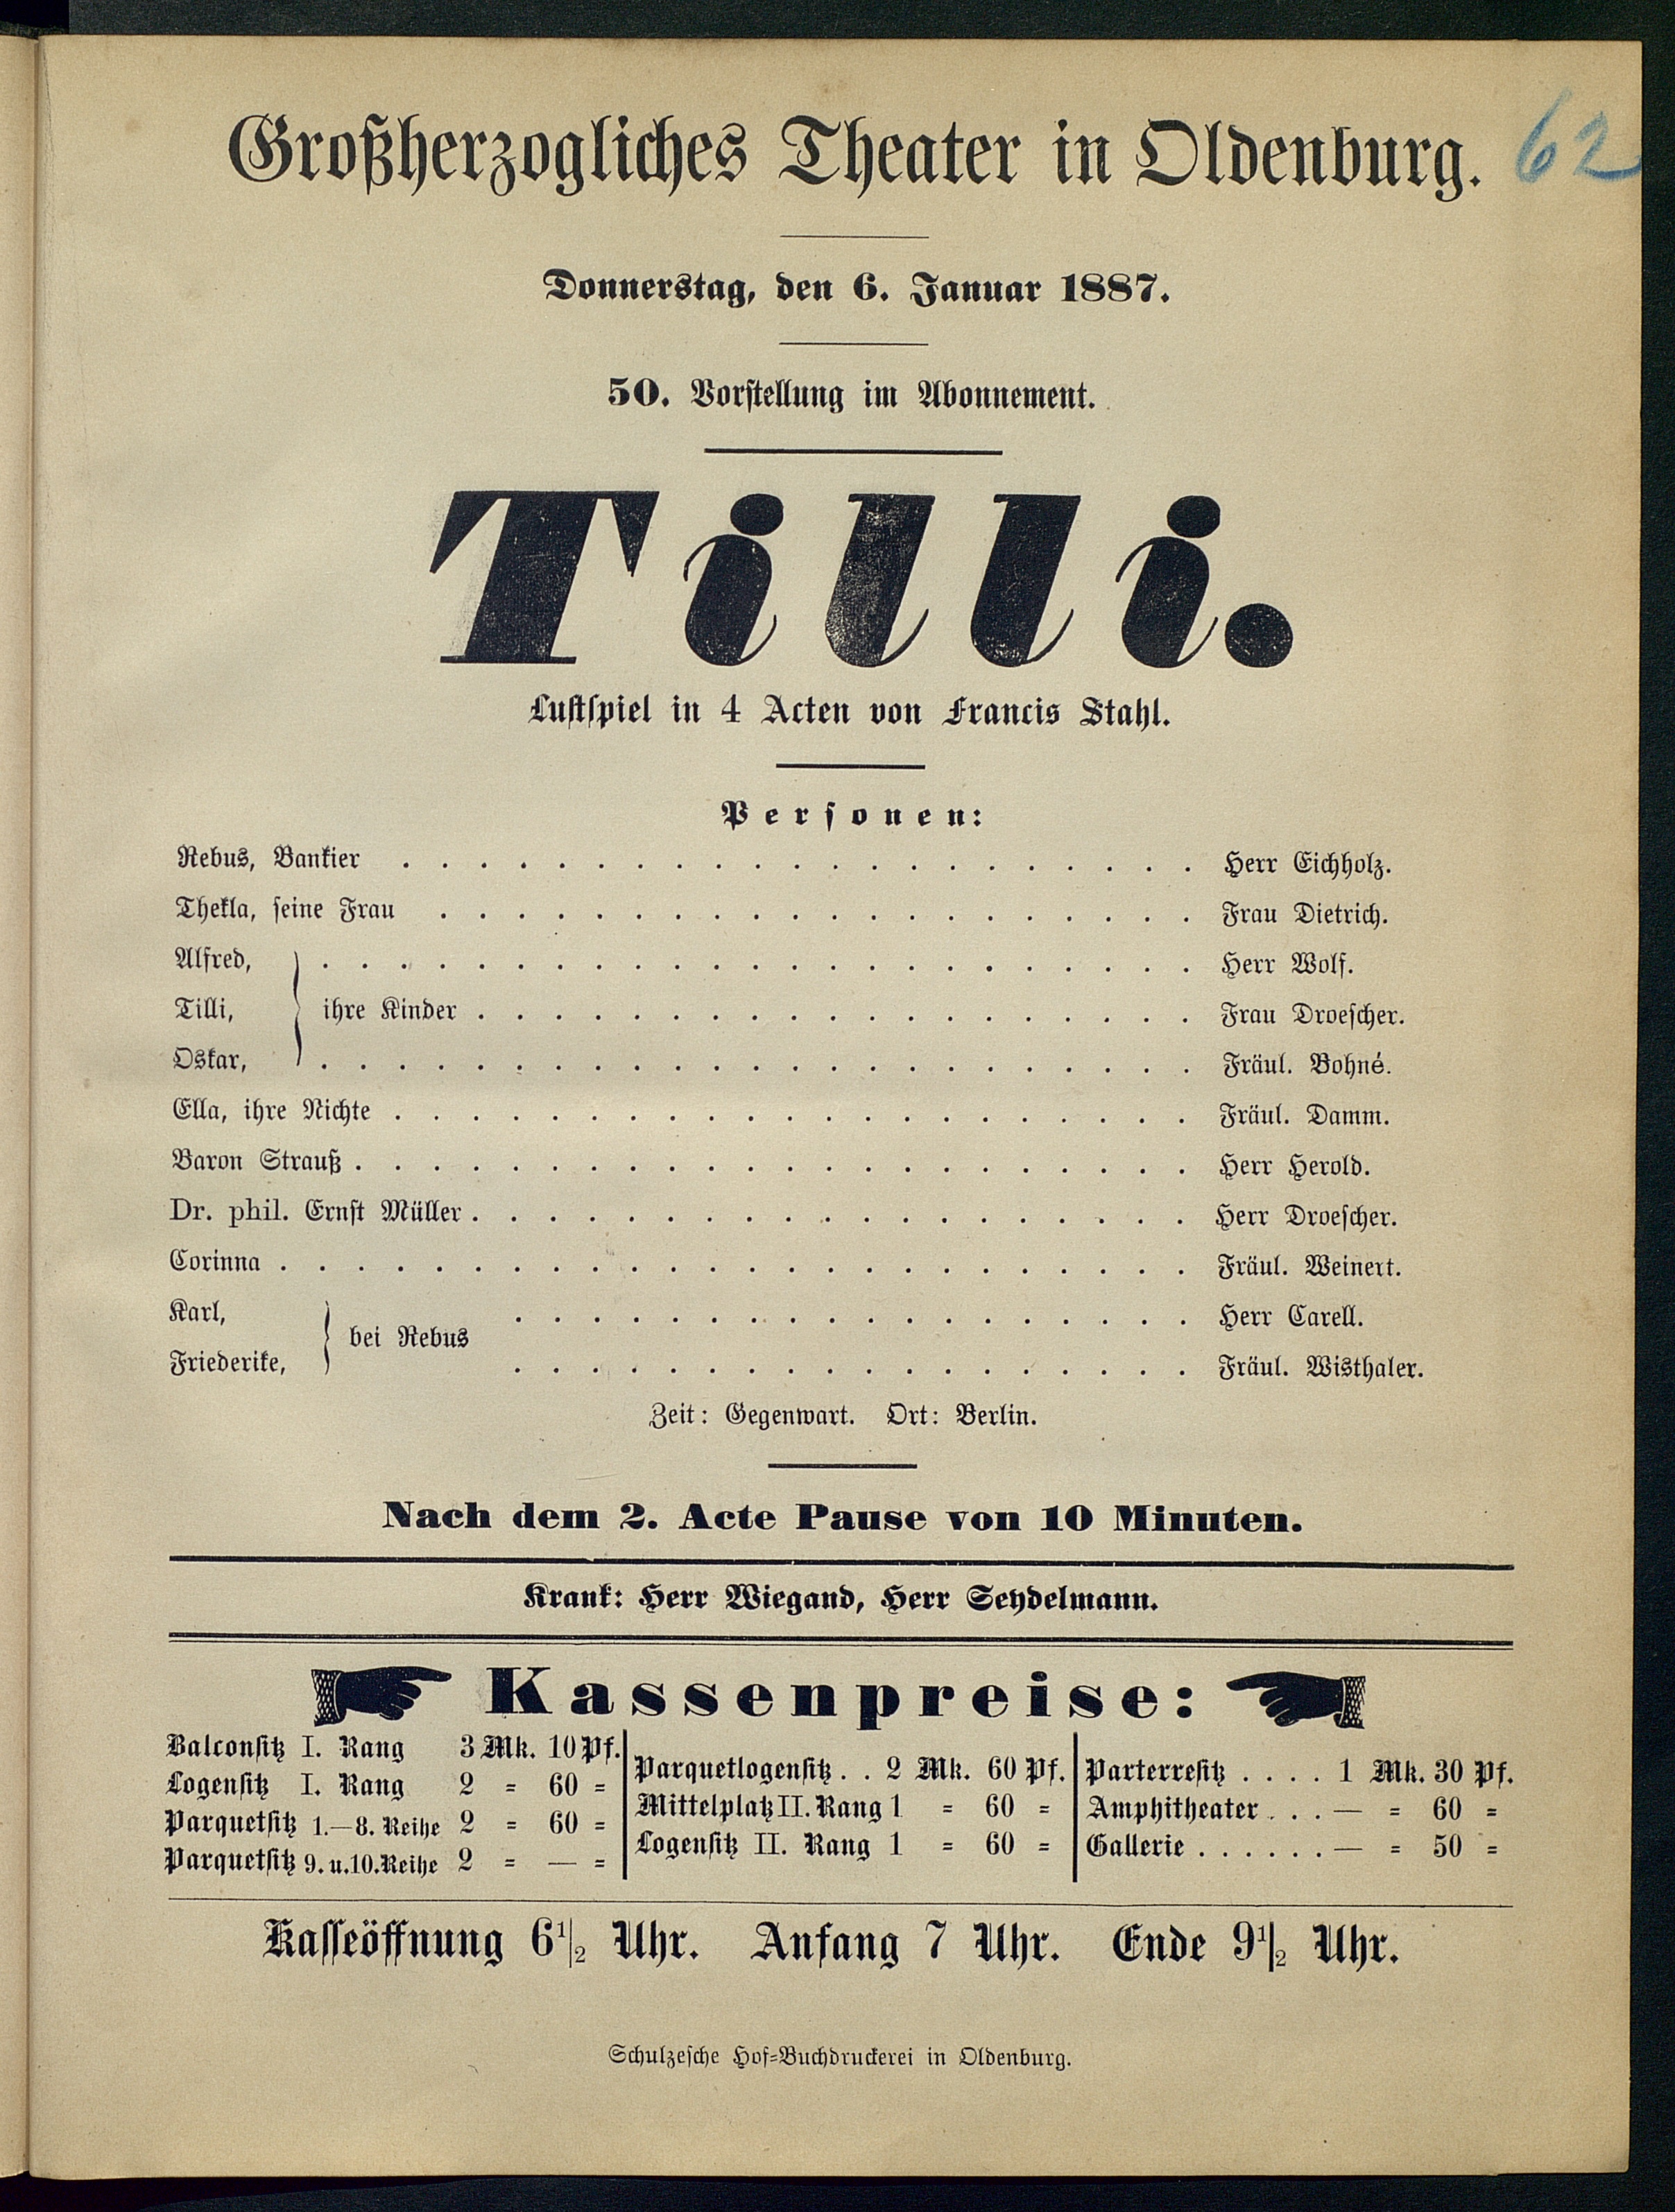 Großherzogliches Theater in Oldenburg.
62
Donnerstag, den 6. Januar 1887.
50. Vorstellung im Abonnement.
Tilli.
Lustspiel in 4 Acten von Francis Stahl.
Personen:
Rebus, Bankier . . . . . . . . . . . . . . . . . . . . . Herr Eichholz.
Thekla, seine Frau . . . . . . . . . . . . . . . . . . . . Frau Dietrich.
Alfred, . . . . . . . . . . . . . . . . . . . . . . . Herr Wolf.
Tilli, } ihre Kinder . . . . . . . . . . . . . . . . . . . Frau Droescher.
Oskar, . . . . . . . . . . . . . . . . . . . . . . . Fräul. Bohné.
Ella, ihre Nichte . . . . . . . . . . . . . . . . . . . . . Fräul. Damm.
Baron Strauß . . . . . . . . . . . . . . . . . . . . . . Herr Herold.
Dr. phil. Ernst Müller . . . . . . . . . . . . . . . . . . . Herr Droescher.
Corinna . . . . . . . . . . . . . . . . . . . . . . . . Fräul. Weinert.
Karl, . . . . . . . . . . . . . . . . . . Herr Carell.
} bei Rebus
Friederike, . . . . . . . . . . . . . . . . . . Fräul. Wisthaler.
Zeit: Gegenwart. Ort: Berlin.
Nach dem 2. Acte Pause von 10 Minuten.
Krank: Herr Wiegand, Herr Seydelmann.
Kassenpreise:
Balconsitz I. Rang 3 Mk. 10 Pf.
Logensitz I. Rang 2 = 60 =
Parquetsitz 1.—8. Reihe 2 = 60 =
Parquetsitz 9. u. 10. Reihe 2 = — =
Parquetlogensitz . . 2 Mk. 60 Pf.
Mittelplatz II. Rang 1 = 60 =
Logensitz II. Rang 1 = 60 =
Parterresitz . . . . 1 Mk. 30 Pf.
Amphitheater . . . — = 60 =
Gallerie . . . . . . — = 50 =
Kasseöffnung 6 1/2 Uhr. Anfang 7 Uhr. Ende 9 1/2 Uhr.
Schulzesche Hof=Buchdruckerei in Oldenburg.